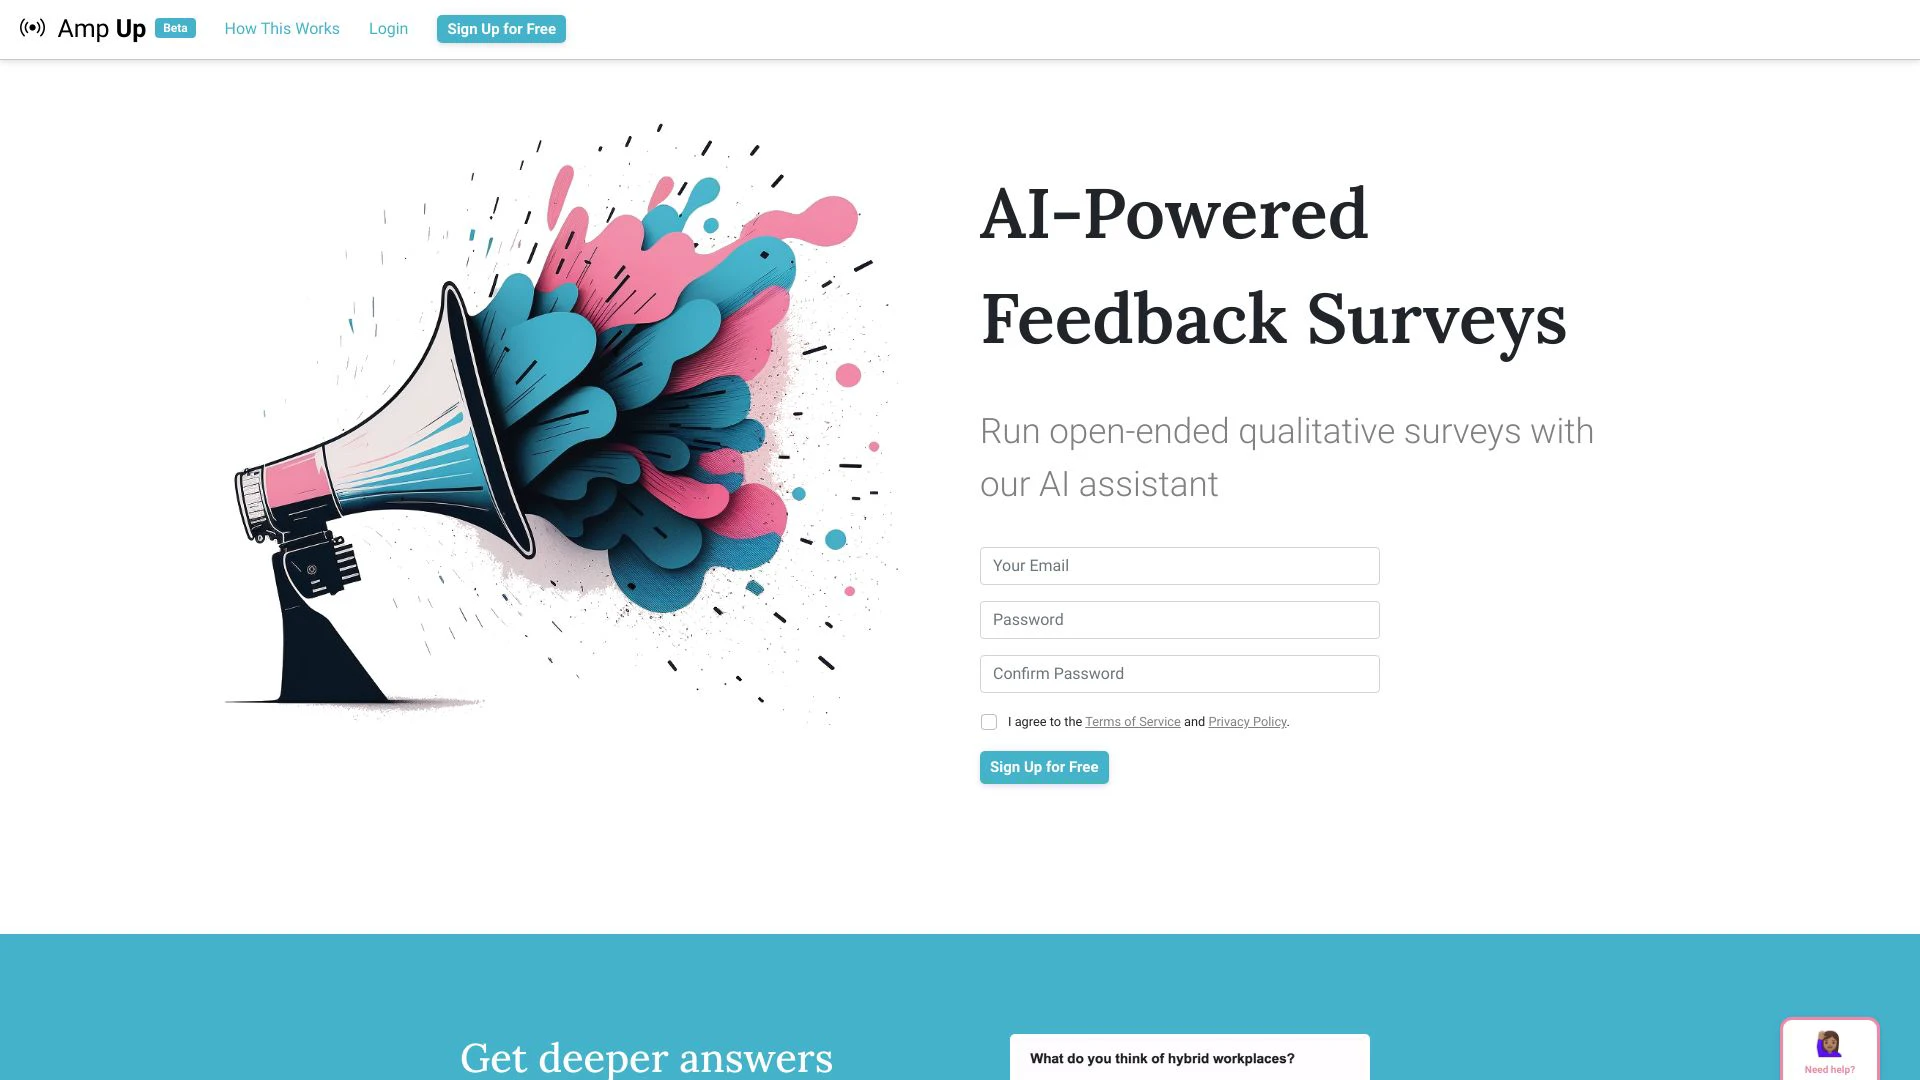 Amp Up Beta How This Works Login Sign Up for Free
AI-Powered
Feedback Surveys
Run open-ended qualitative surveys with
our AI assistant
Your Email
Password
Confirm Password
I agree to the Terms of Service and Privacy Policy.
Sign Up for Free
Get deeper answers
What do you think of hybrid workplaces?
Need help?